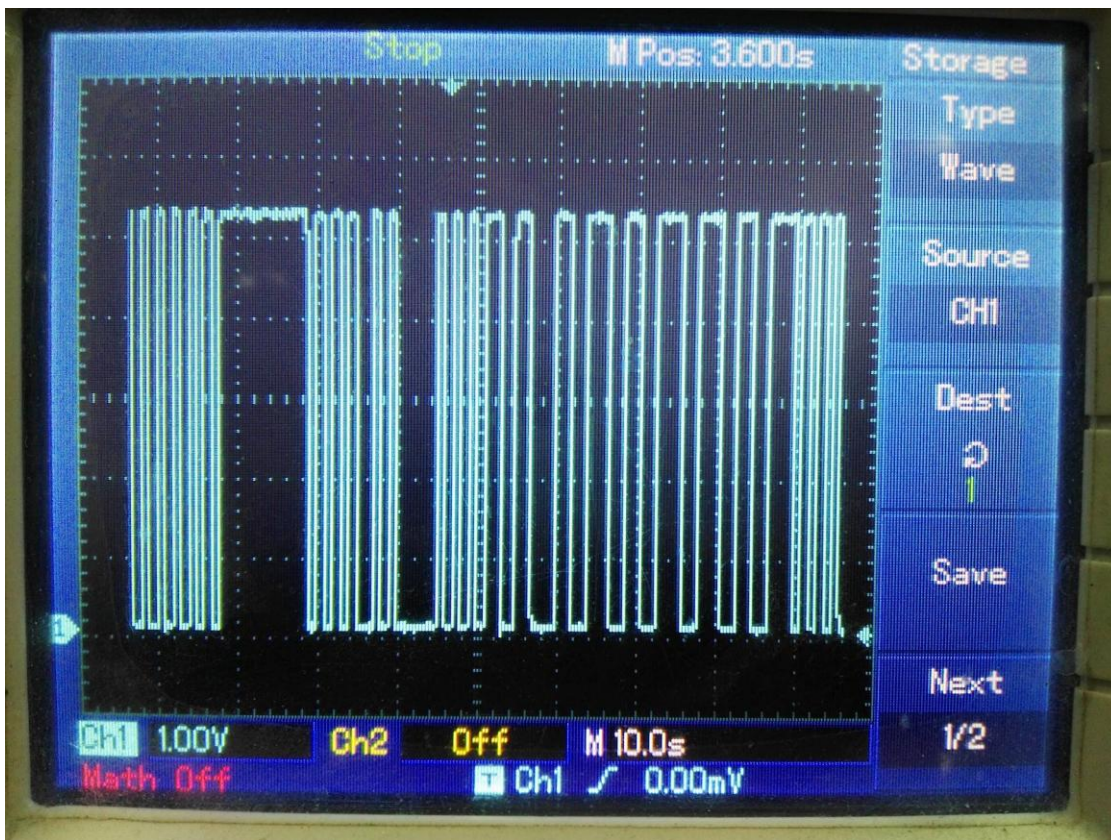 Stop M Pos: 3.600s Storage
Type
Wave
Source
CH1
Dest
1
Save
1
Next
Ch1 1.00V Ch2 Off M 10.0s 1/2
Math Off T Ch1 0.00mV